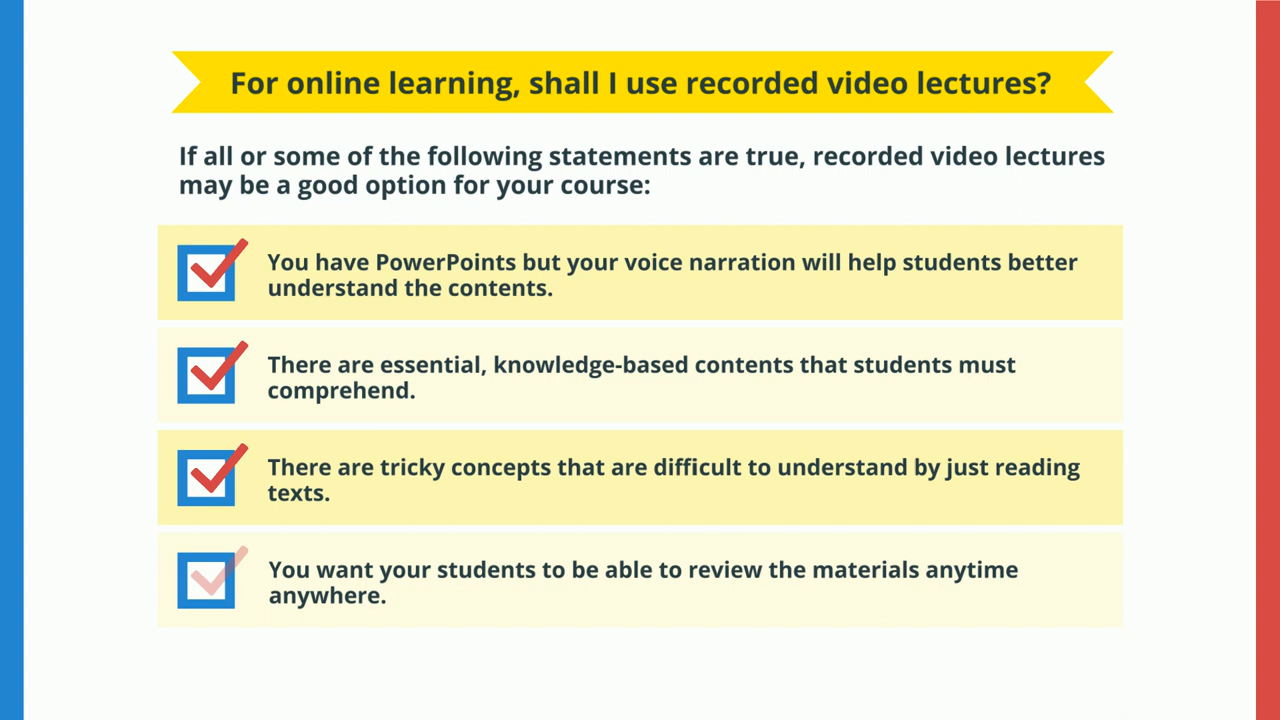 For online learning, shall I use recorded video lectures?
If all or some of the following statements are true, recorded video lectures
may be a good option for your course:
You have PowerPoints but your voice narration will help students better
understand the contents.
There are essential, knowledge-based contents that students must
comprehend.
There are tricky concepts that are difficult to understand by just reading
texts.
You want your students to be able to review the materials anytime
anywhere.